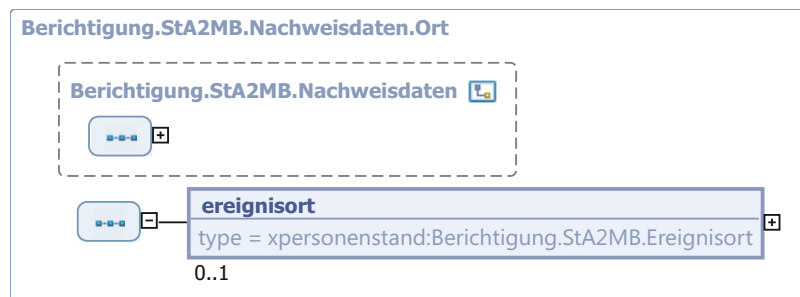 Berichtigung.StA2MB.Nachweisdaten.Ort
Berichtigung.StA2MB.Nachweisdaten
ereignisort
type = xpersonenstand:Berichtigung.StA2MB.Ereignisort
0..1